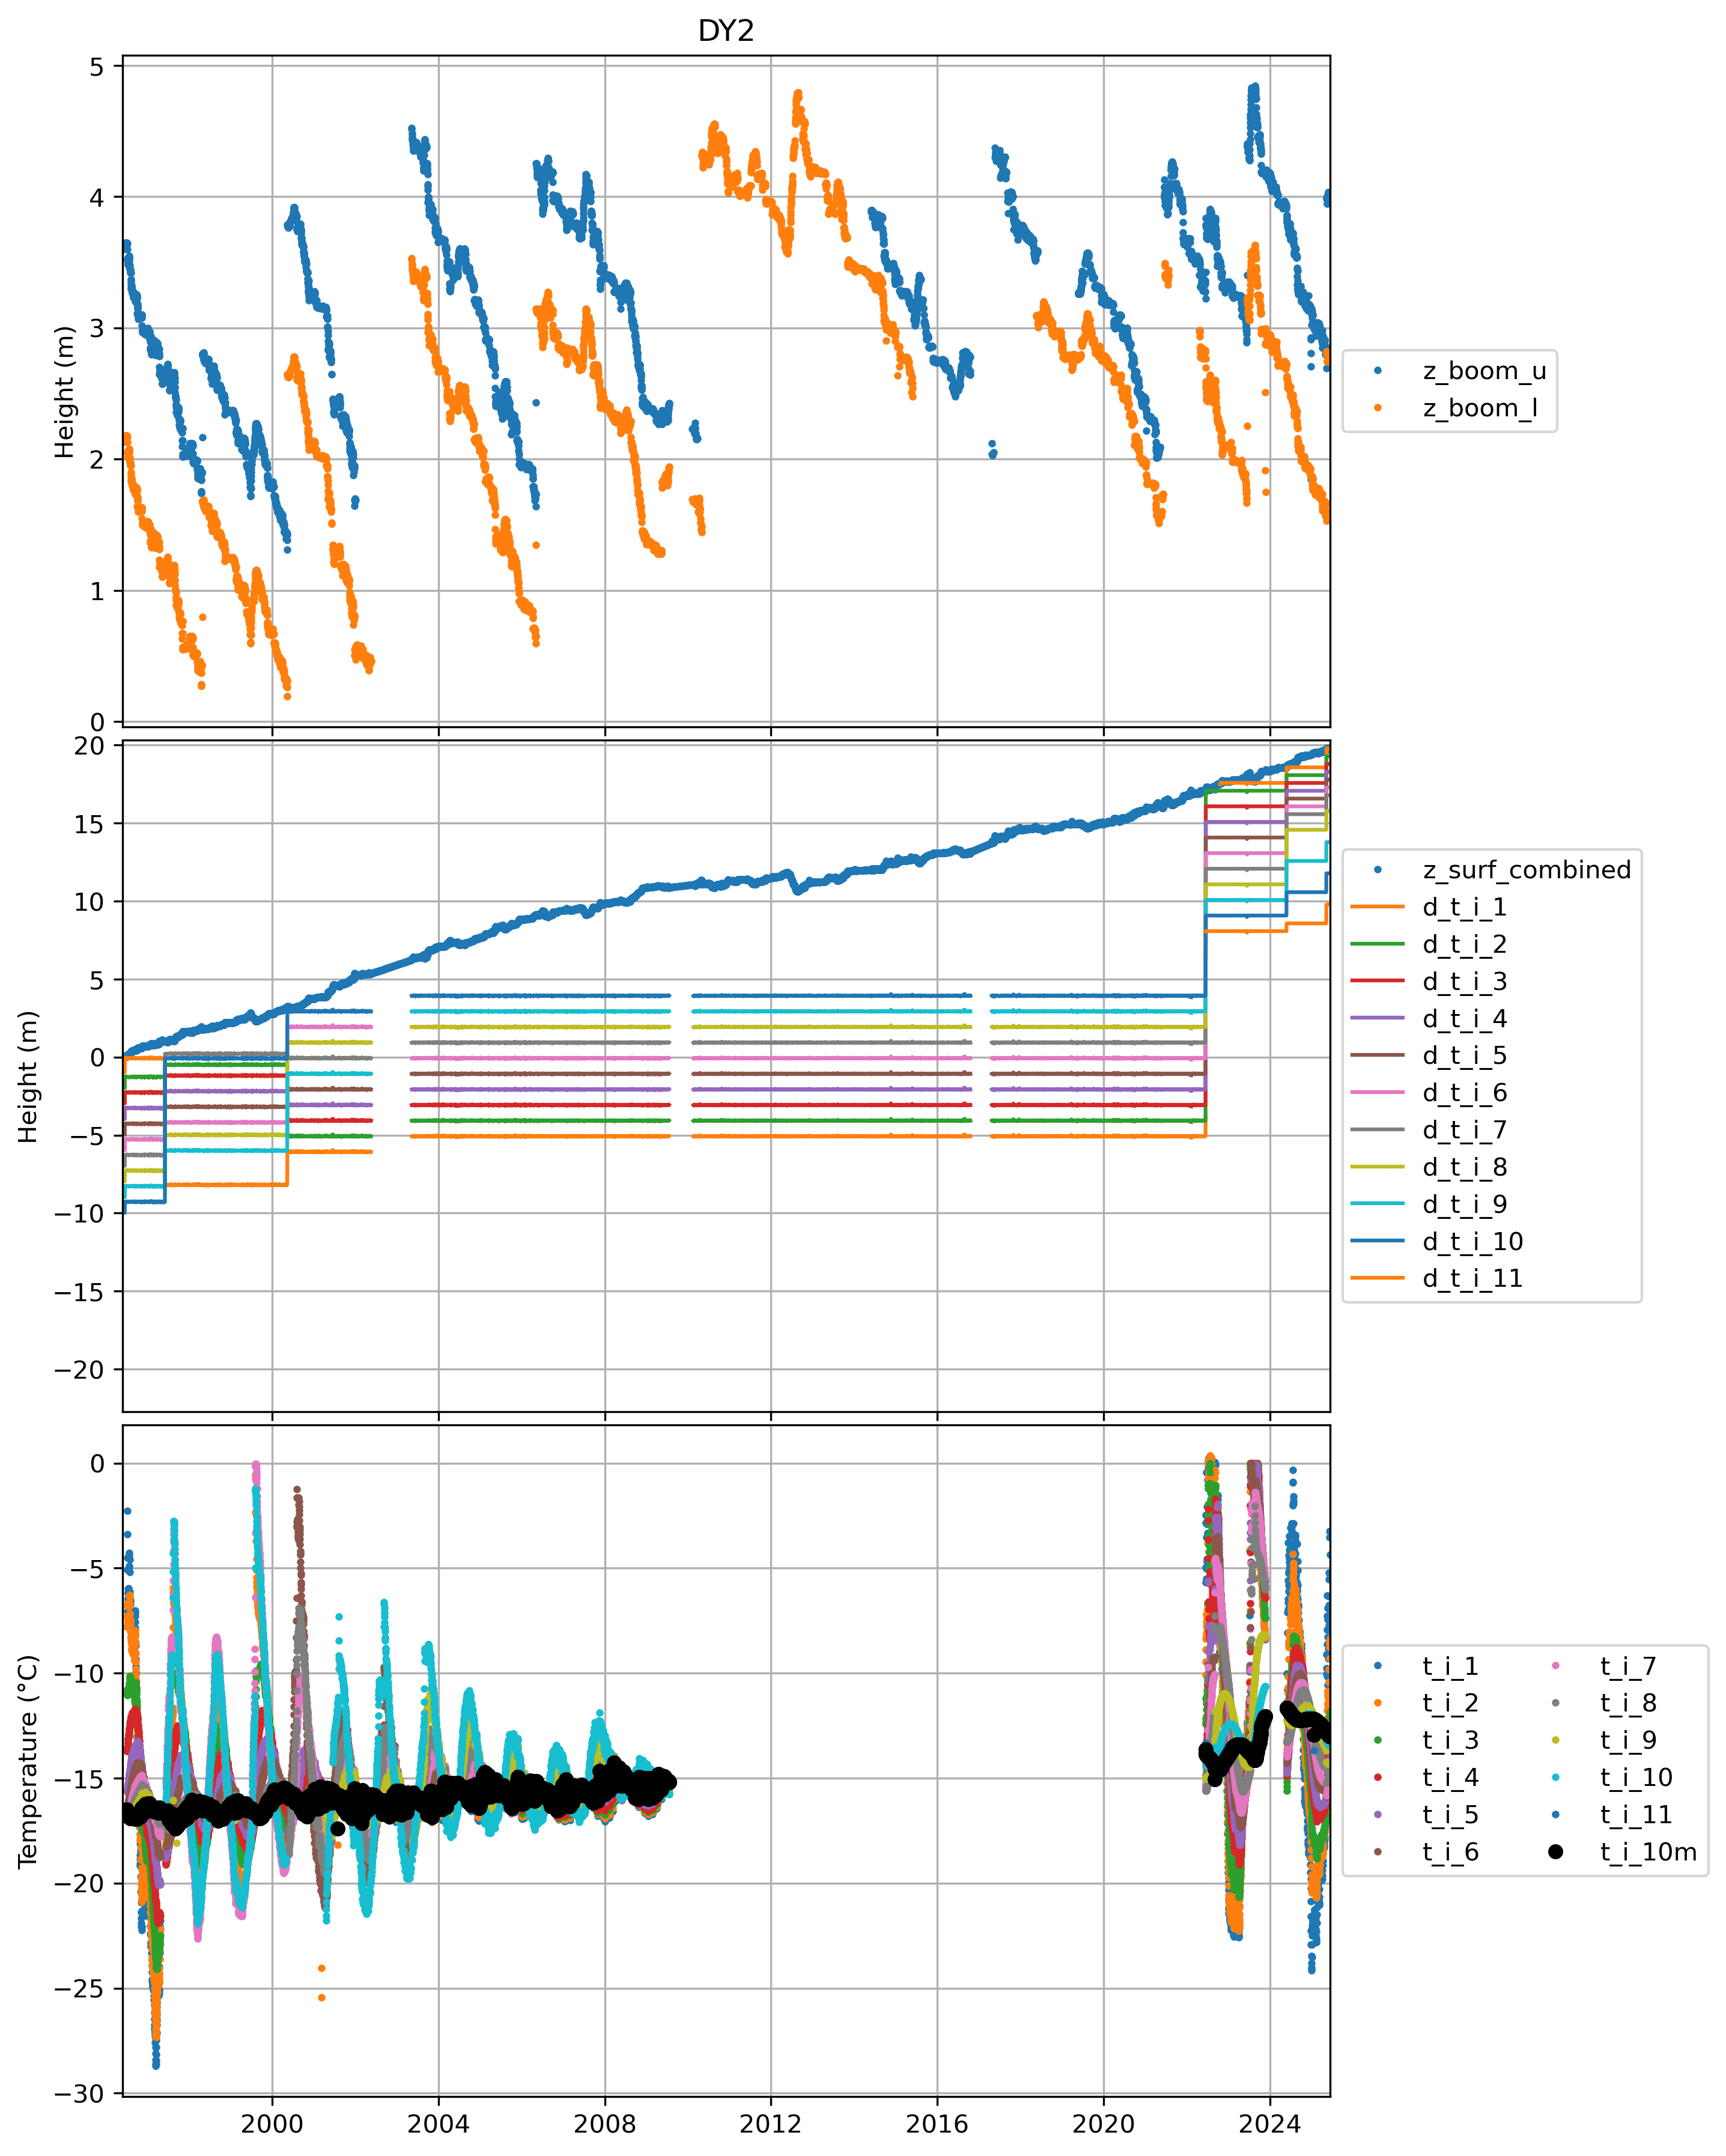 DY2
5
4
3
2
1
0
Height (m)
z_boom_u
z_boom_l
20
15
10
5
0
−5
−10
−15
−20
Height (m)
z_surf_combined
d_t_i_1
d_t_i_2
d_t_i_3
d_t_i_4
d_t_i_5
d_t_i_6
d_t_i_7
d_t_i_8
d_t_i_9
d_t_i_10
d_t_i_11
0
−5
−10
−15
−20
−25
−30
Temperature (°C)
t_i_1 t_i_7
t_i_2 t_i_8
t_i_3 t_i_9
t_i_4 t_i_10
t_i_5 t_i_11
t_i_6 t_i_10m
2000 2004 2008 2012 2016 2020 2024